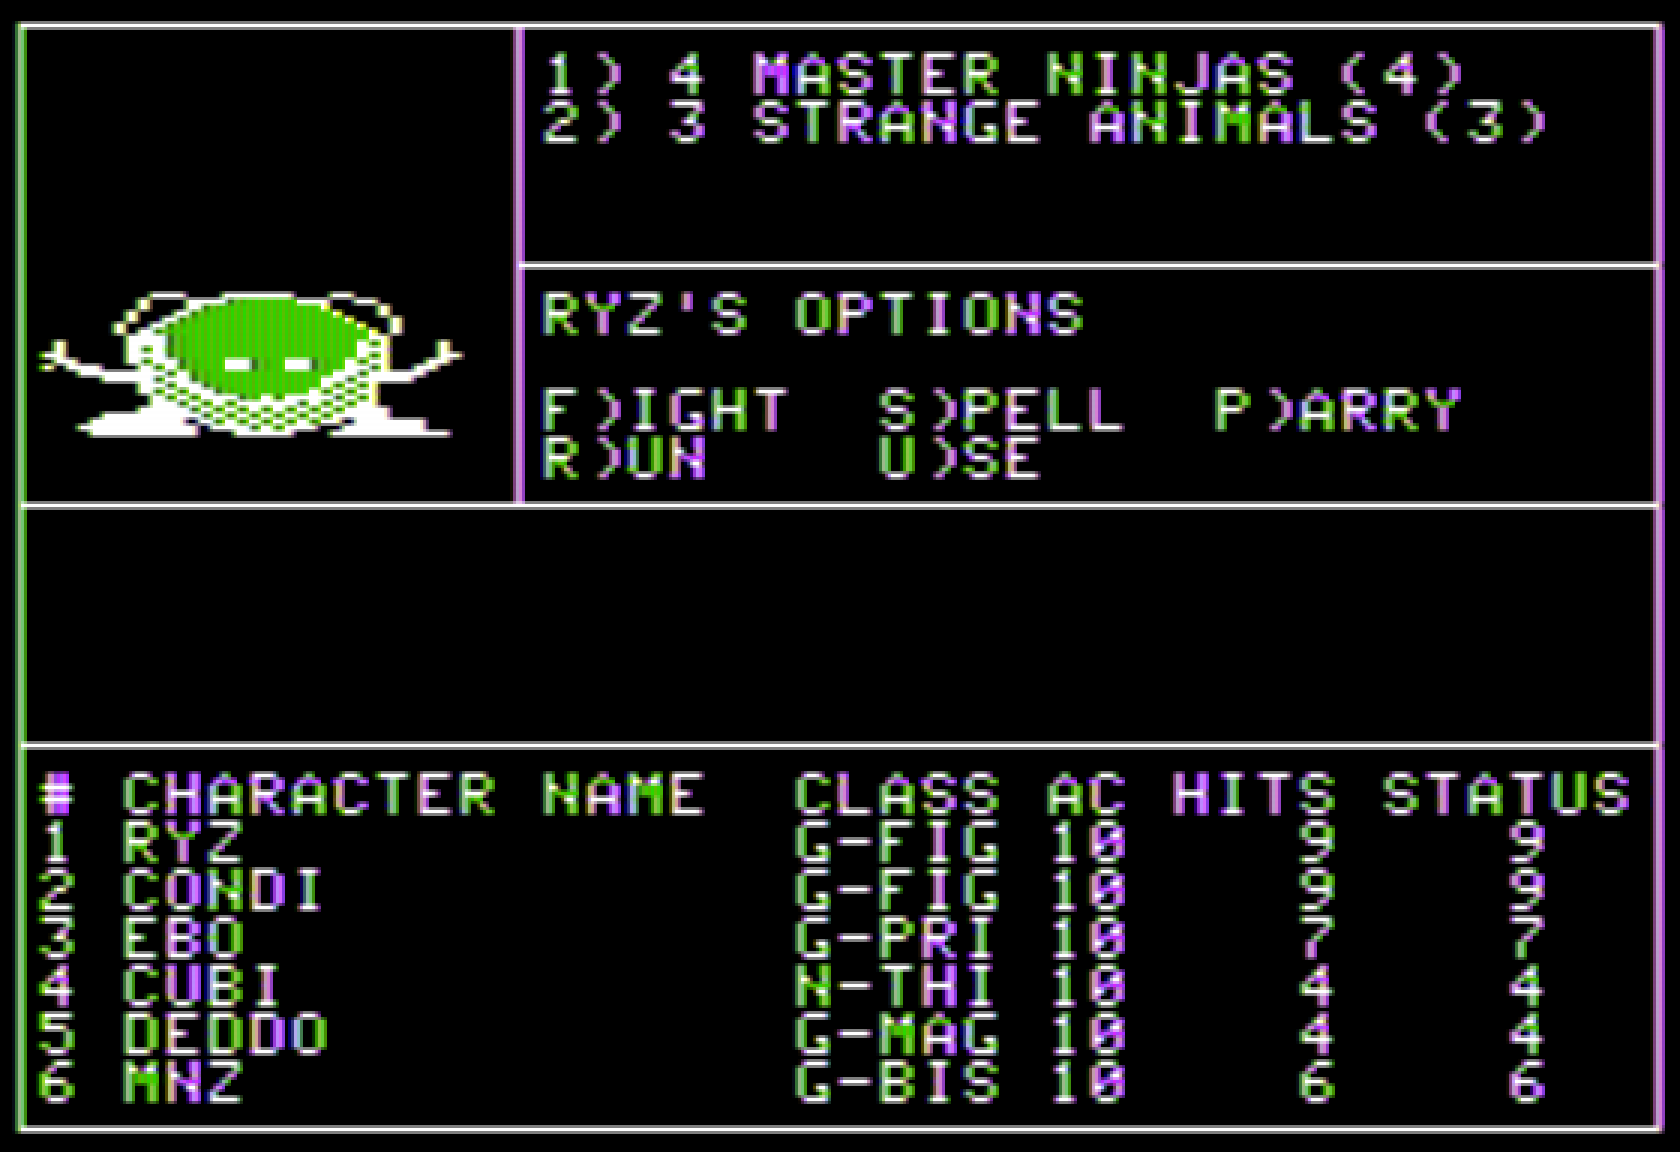 1) 4 MASTER NINJAS (4)
2) 3 STRANGE ANIMALS (3)
RYZ'S OPTIONS
F)IGHT S)PELL P)ARRY
R)UN U)SE
# CHARACTER NAME CLASS AC HITS STATUS
1 RYZ G-FIG 10 9 9
2 CONDI G-FIG 10 9 9
3 EBO G-PRI 10 7 7
4 CUBI N-THI 10 4 4
5 DEDDO G-MAG 10 4 4
6 MNZ G-BIS 10 6 6